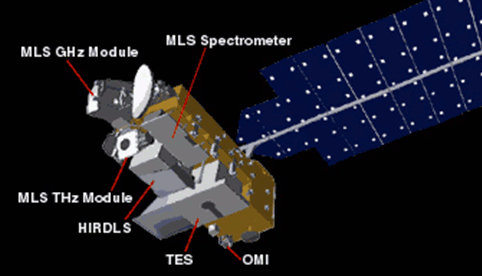 MLS Spectrometer
MLS GHz Module
MLS THz Module
HIRDLS
TES
OMI